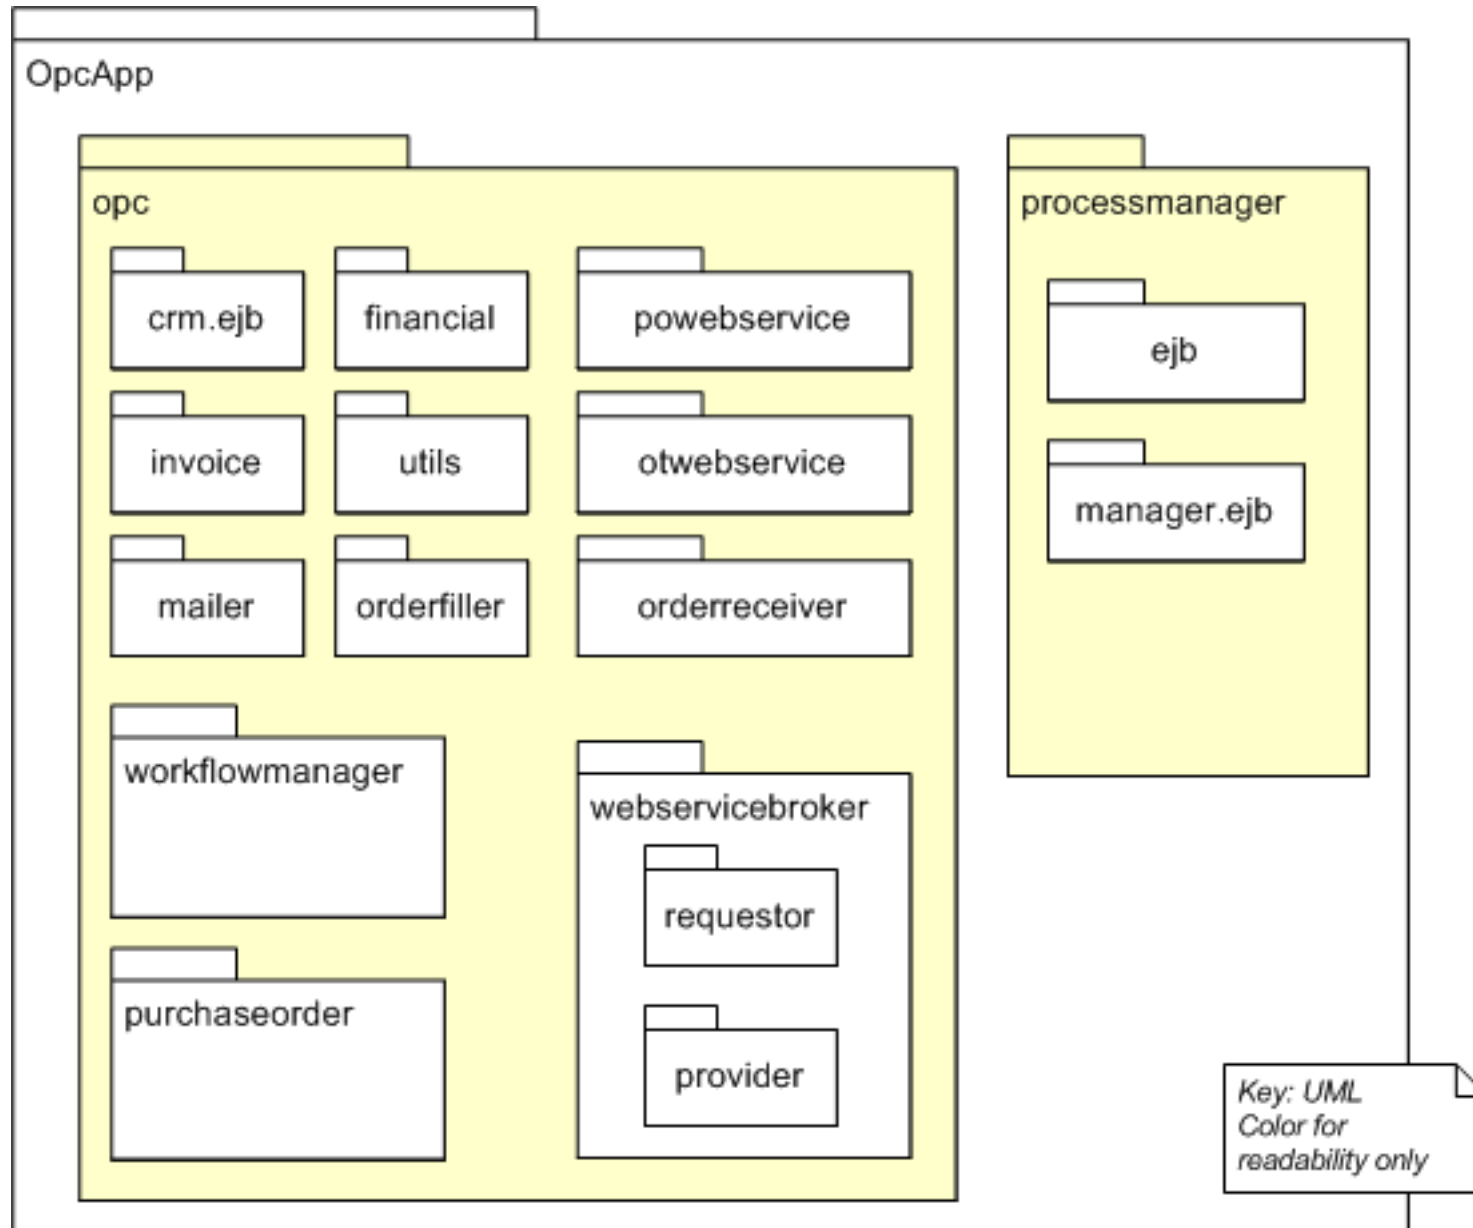 OpcApp
opc
crm.ejb
financial
powebservice
invoice
utils
otwebservice
mailer
orderfiller
orderreceiver
workflowmanager
purchaseorder
webservicebroker
requestor
provider
processmanager
ejb
manager.ejb
Key: UML
Color for
readability only